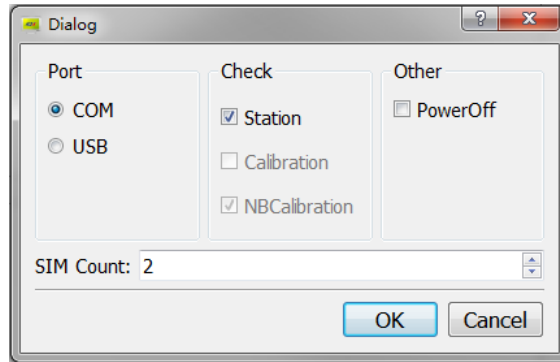 Dialog
Port
Check
Other
COM
Station
PowerOff
USB
Calibration
NBCalibration
SIM Count: 2
OK
Cancel